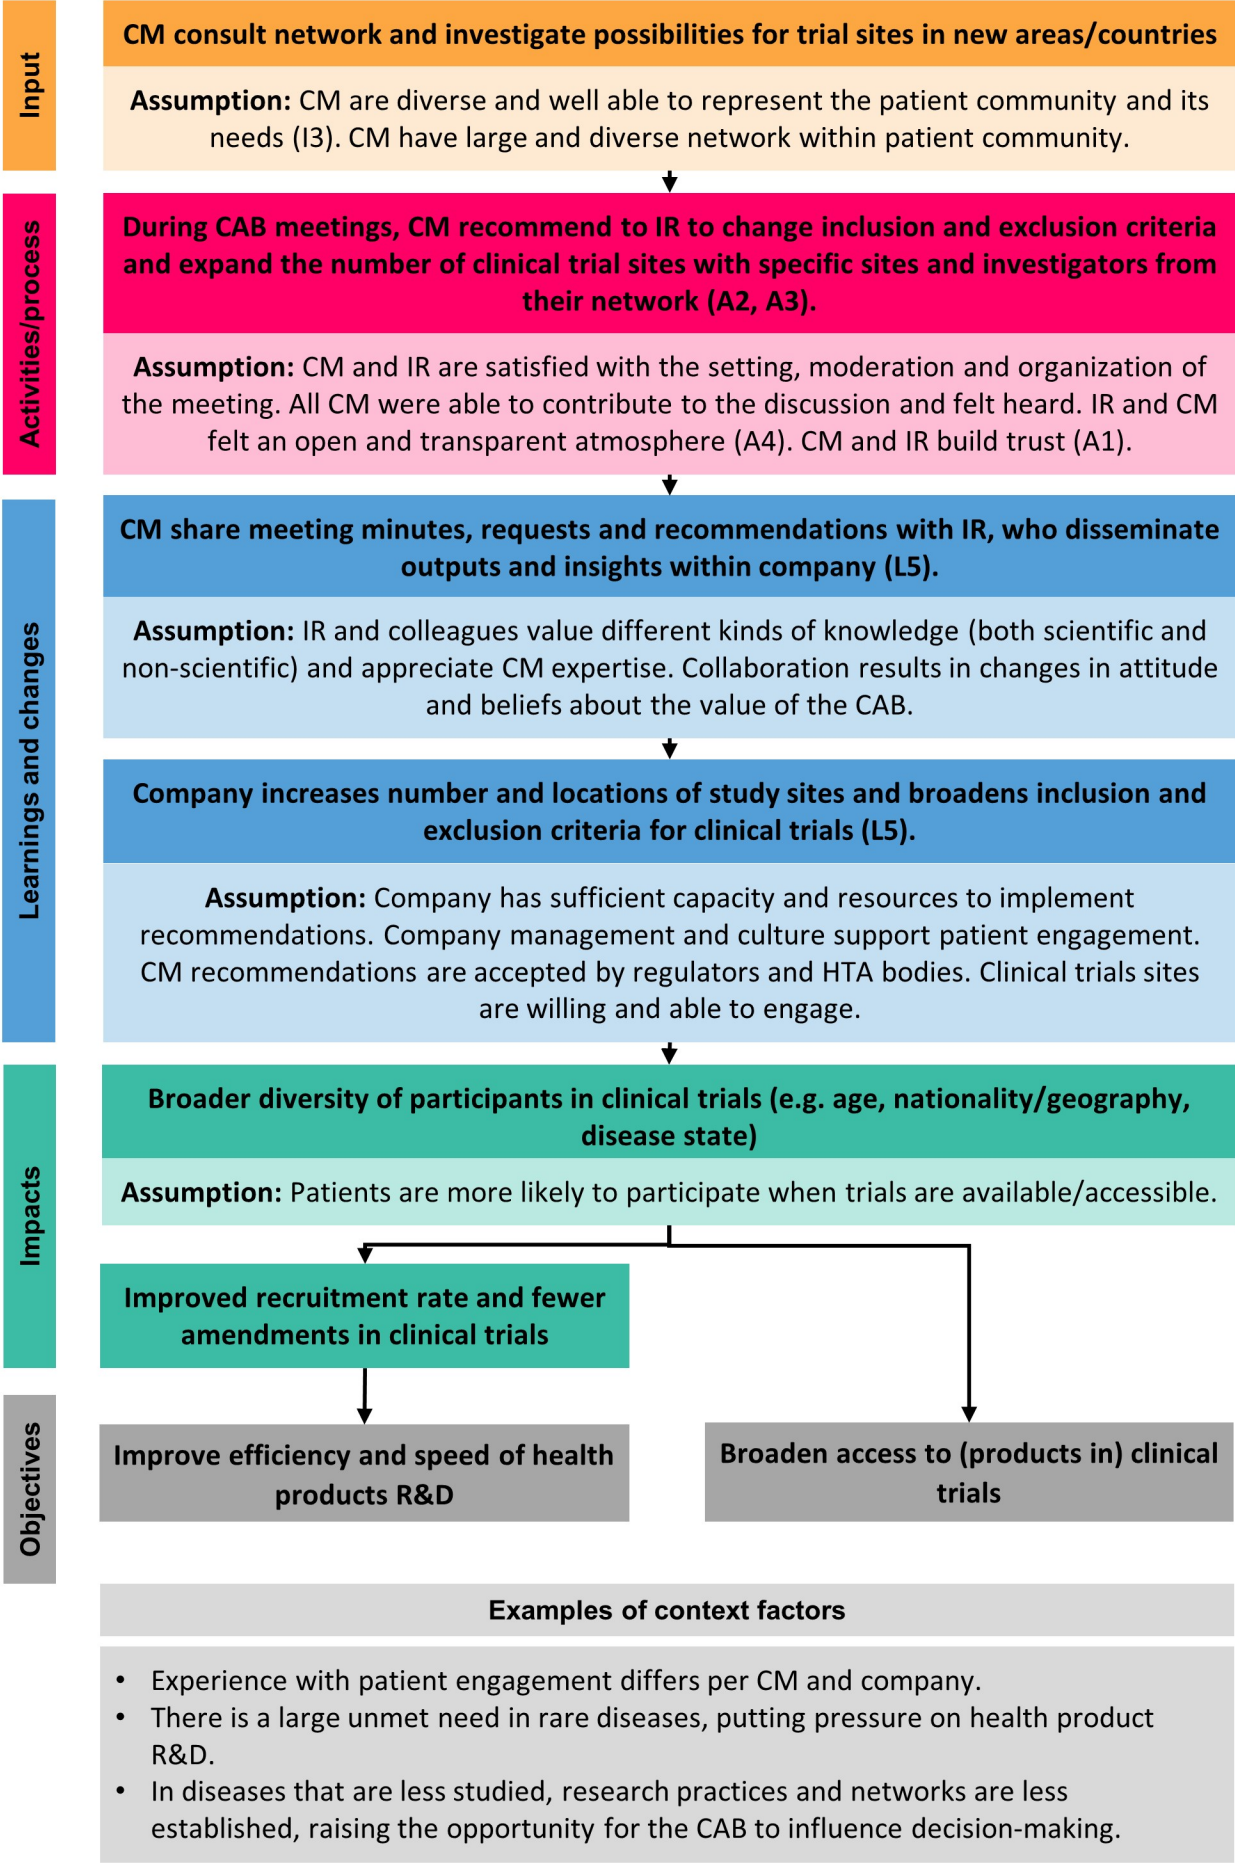 Input
CM consult network and investigate possibilities for trial sites in new areas/countries
Assumption: CM are diverse and well able to represent the patient community and its
needs (I3). CM have large and diverse network within patient community.
Activities/process
During CAB meetings, CM recommend to IR to change inclusion and exclusion criteria
and expand the number of clinical trial sites with specific sites and investigators from
their network (A2, A3).
Assumption: CM and IR are satisfied with the setting, moderation and organization of
the meeting. All CM were able to contribute to the discussion and felt heard. IR and CM
felt an open and transparent atmosphere (A4). CM and IR build trust (A1).
Learnings and changes
CM share meeting minutes, requests and recommendations with IR, who disseminate
outputs and insights within company (L5).
Assumption: IR and colleagues value different kinds of knowledge (both scientific and
non-scientific) and appreciate CM expertise. Collaboration results in changes in attitude
and beliefs about the value of the CAB.
Company increases number and locations of study sites and broadens inclusion and
exclusion criteria for clinical trials (L5).
Assumption: Company has sufficient capacity and resources to implement
recommendations. Company management and culture support patient engagement.
CM recommendations are accepted by regulators and HTA bodies. Clinical trials sites
are willing and able to engage.
Impacts
Broader diversity of participants in clinical trials (e.g. age, nationality/geography,
disease state)
Assumption: Patients are more likely to participate when trials are available/accessible.
Improved recruitment rate and fewer
amendments in clinical trials
Objectives
Improve efficiency and speed of health
products R&D
Broaden access to (products in) clinical
trials
Examples of context factors
• Experience with patient engagement differs per CM and company.
• There is a large unmet need in rare diseases, putting pressure on health product
R&D.
• In diseases that are less studied, research practices and networks are less
established, raising the opportunity for the CAB to influence decision-making.